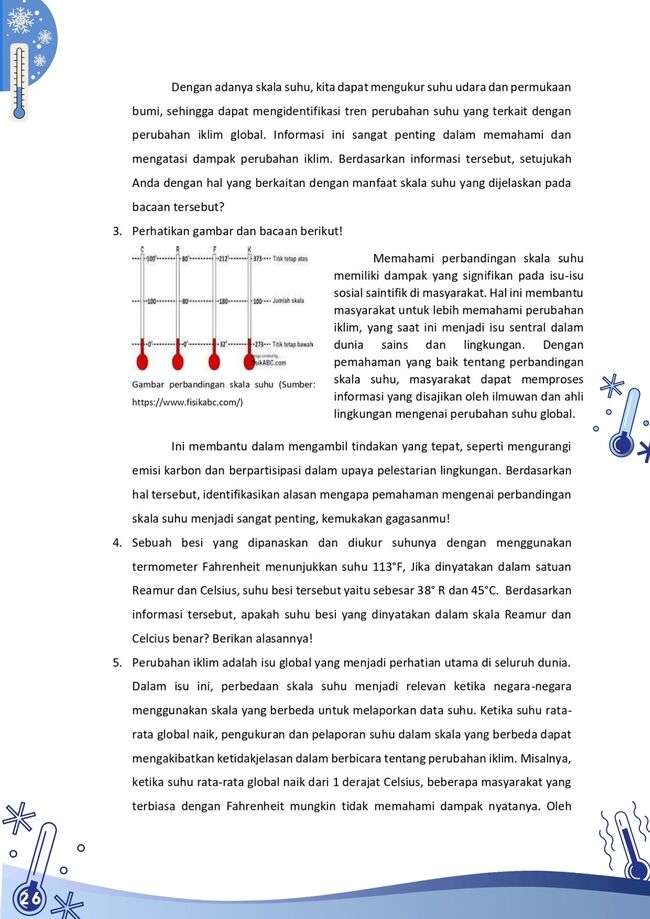 Dengan adanya skala suhu, kita dapat mengukur suhu udara dan permukaan
bumi, sehingga dapat mengidentifikasi tren perubahan suhu yang terkait dengan
perubahan iklim global. Informasi ini sangat penting dalam memahami dan
mengatasi dampak perubahan iklim. Berdasarkan informasi tersebut, setujukah
Anda dengan hal yang berkaitan dengan manfaat skala suhu yang dijelaskan pada
bacaan tersebut?
3. Perhatikan gambar dan bacaan berikut!
C R F K
100° 80° 212° 373 Titik tetap atas
100 80 180 100 Jumlah skala
0° 0° 32° 273 Titik tetap bawah
FisikABC.com
Gambar perbandingan skala suhu (Sumber:
https://www.fisikabc.com/)
Memahami perbandingan skala suhu
memiliki dampak yang signifikan pada isu-isu
sosial saintifik di masyarakat. Hal ini membantu
masyarakat untuk lebih memahami perubahan
iklim, yang saat ini menjadi isu sentral dalam
dunia sains dan lingkungan. Dengan
pemahaman yang baik tentang perbandingan
skala suhu, masyarakat dapat memproses
informasi yang disajikan oleh ilmuwan dan ahli
lingkungan mengenai perubahan suhu global.
Ini membantu dalam mengambil tindakan yang tepat, seperti mengurangi
emisi karbon dan berpartisipasi dalam upaya pelestarian lingkungan. Berdasarkan
hal tersebut, identifikasikan alasan mengapa pemahaman mengenai perbandingan
skala suhu menjadi sangat penting, kemukakan gagasanmu!
4. Sebuah besi yang dipanaskan dan diukur suhunya dengan menggunakan
termometer Fahrenheit menunjukkan suhu 113°F, Jika dinyatakan dalam satuan
Reamur dan Celsius, suhu besi tersebut yaitu sebesar 38° R dan 45°C. Berdasarkan
informasi tersebut, apakah suhu besi yang dinyatakan dalam skala Reamur dan
Celcius benar? Berikan alasannya!
5. Perubahan iklim adalah isu global yang menjadi perhatian utama di seluruh dunia.
Dalam isu ini, perbedaan skala suhu menjadi relevan ketika negara-negara
menggunakan skala yang berbeda untuk melaporkan data suhu. Ketika suhu rata-
rata global naik, pengukuran dan pelaporan suhu dalam skala yang berbeda dapat
mengakibatkan ketidakjelasan dalam berbicara tentang perubahan iklim. Misalnya,
ketika suhu rata-rata global naik dari 1 derajat Celsius, beberapa masyarakat yang
terbiasa dengan Fahrenheit mungkin tidak memahami dampak nyatanya. Oleh
26